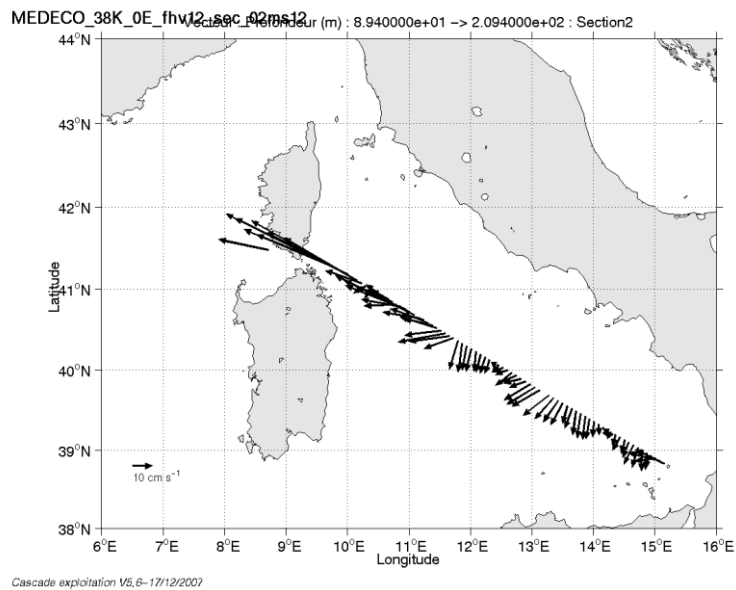 MEDECO_38K_0E_fhv12_sec_02ms12
Vecteur : Profondeur (m) : 8.940000e+01 -> 2.094000e+02 : Section2
44°N
43°N
42°N
41°N
40°N
39°N
38°N
Latitude
10 cm s-1
6°E 7°E 8°E 9°E 10°E 11°E 12°E 13°E 14°E 15°E 16°E
Longitude
Cascade exploitation V5,6–17/12/2007